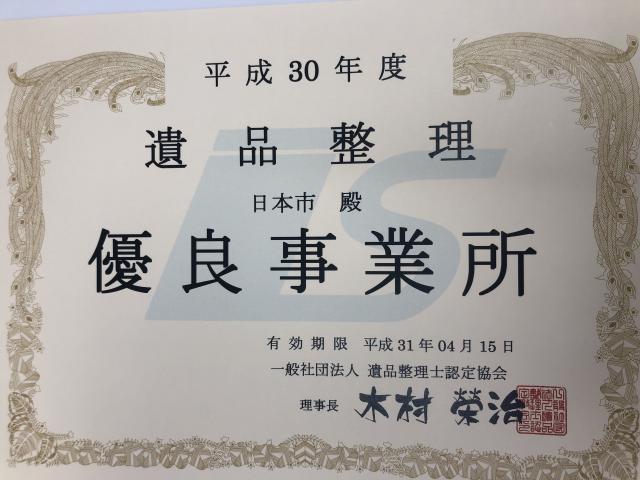 平成30年度
遺品整理
日本市 殿
優良事業所
有効期限 平成31年04月15日
一般社団法人 遺品整理士認定協会
理事長 木村 榮治